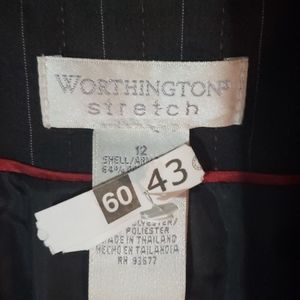 WORTHINGTON®
stretch
12
SHELL/
64%
60
43
POLYESTER/
POLIESTER
MADE IN THAILAND
HECHO EN TAILANDIA
RN 93677